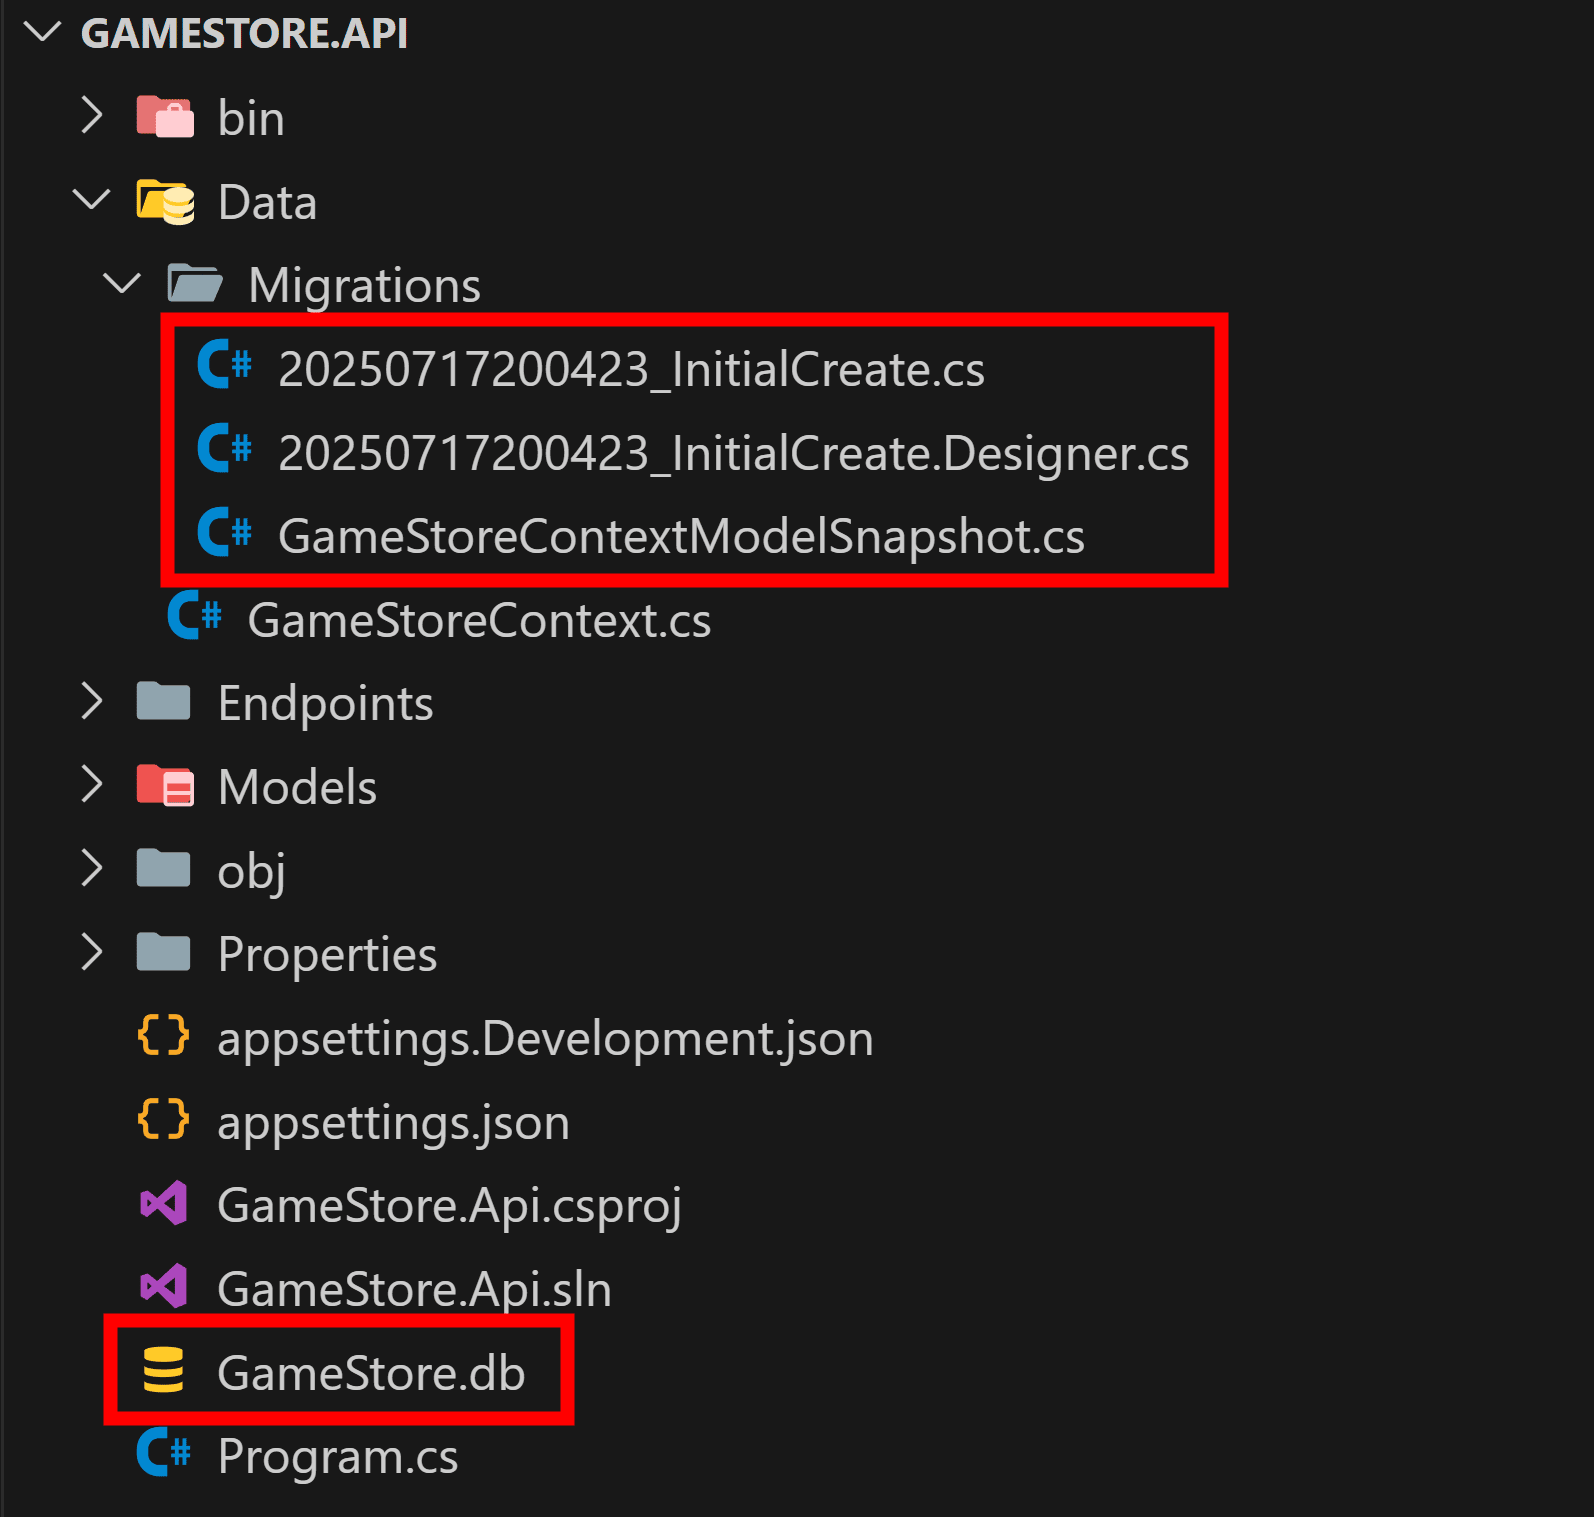 GAMESTORE.API
bin
Data
Migrations
20250717200423_InitialCreate.cs
20250717200423_InitialCreate.Designer.cs
GameStoreContextModelSnapshot.cs
GameStoreContext.cs
Endpoints
Models
obj
Properties
appsettings.Development.json
appsettings.json
GameStore.Api.csproj
GameStore.Api.sln
GameStore.db
Program.cs